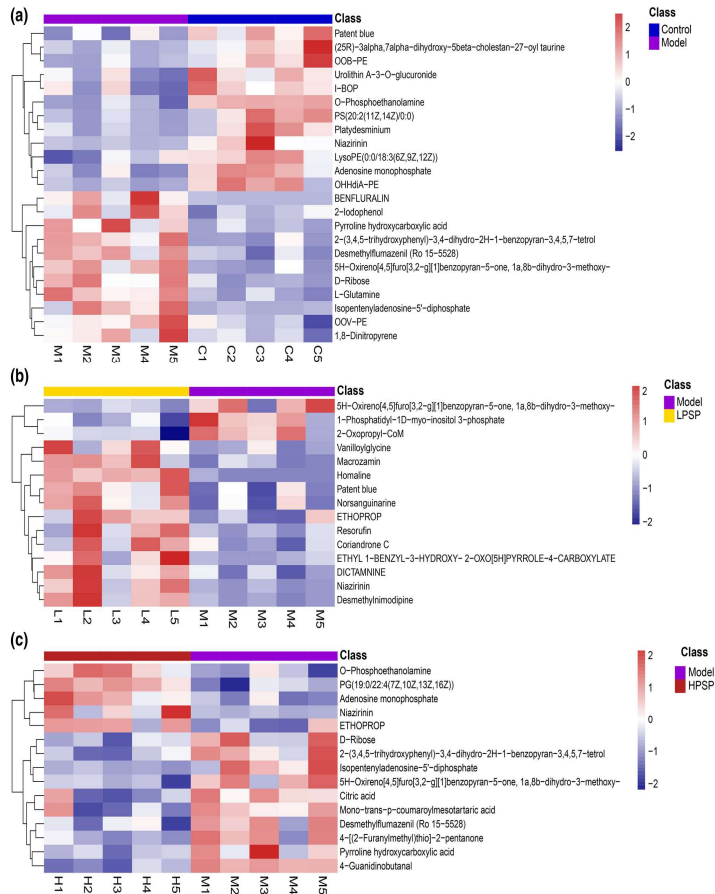 (a)
Class
Patent blue
(25R)−3alpha,7alpha−dihydroxy−5beta−cholestan−27−oyl taurine
OOB−PE
Urolithin A−3−O−glucuronide
I−BOP
O−Phosphoethanolamine
PS(20:2(11Z,14Z)/0:0)
Platydesminium
Niazirinin
LysoPE(0:0/18:3(6Z,9Z,12Z))
Adenosine monophosphate
OHHdiA−PE
BENFLURALIN
2−Iodophenol
Pyrroline hydroxycarboxylic acid
2−(3,4,5−trihydroxyphenyl)−3,4−dihydro−2H−1−benzopyran−3,4,5,7−tetrol
Desmethylflumazenil (Ro 15−5528)
5H−Oxireno[4,5]furo[3,2−g][1]benzopyran−5−one, 1a,8b−dihydro−3−methoxy−
D−Ribose
L−Glutamine
Isopentenyladenosine−5'−diphosphate
OOV−PE
1,8−Dinitropyrene
M1 M2 M3 M4 M5 C1 C2 C3 C4 C5
2
1
0
−1
−2
Class
Control
Model
(b)
Class
5H−Oxireno[4,5]furo[3,2−g][1]benzopyran−5−one, 1a,8b−dihydro−3−methoxy−
1−Phosphatidyl−1D−myo−inositol 3−phosphate
2−Oxopropyl−CoM
Vanilloylglycine
Macrozamin
Homaline
Patent blue
Norsanguinarine
ETHOPROP
Resorufin
Coriandrone C
ETHYL 1−BENZYL−3−HYDROXY− 2−OXO[5H]PYRROLE−4−CARBOXYLATE
DICTAMNINE
Niazirinin
Desmethylnimodipine
L1 L2 L3 L4 L5 M1 M2 M3 M4 M5
2
1
0
−1
−2
Class
Model
LPSP
(c)
Class
O−Phosphoethanolamine
PG(19:0/22:4(7Z,10Z,13Z,16Z))
Adenosine monophosphate
Niazirinin
ETHOPROP
D−Ribose
2−(3,4,5−trihydroxyphenyl)−3,4−dihydro−2H−1−benzopyran−3,4,5,7−tetrol
Isopentenyladenosine−5'−diphosphate
5H−Oxireno[4,5]furo[3,2−g][1]benzopyran−5−one, 1a,8b−dihydro−3−methoxy−
Citric acid
Mono−trans−p−coumaroylmesotartaric acid
Desmethylflumazenil (Ro 15−5528)
4−[(2−Furanylmethyl)thio]−2−pentanone
Pyrroline hydroxycarboxylic acid
4−Guanidinobutanal
H1 H2 H3 H4 H5 M1 M2 M3 M4 M5
2
1
0
−1
−2
Class
Model
HPSP